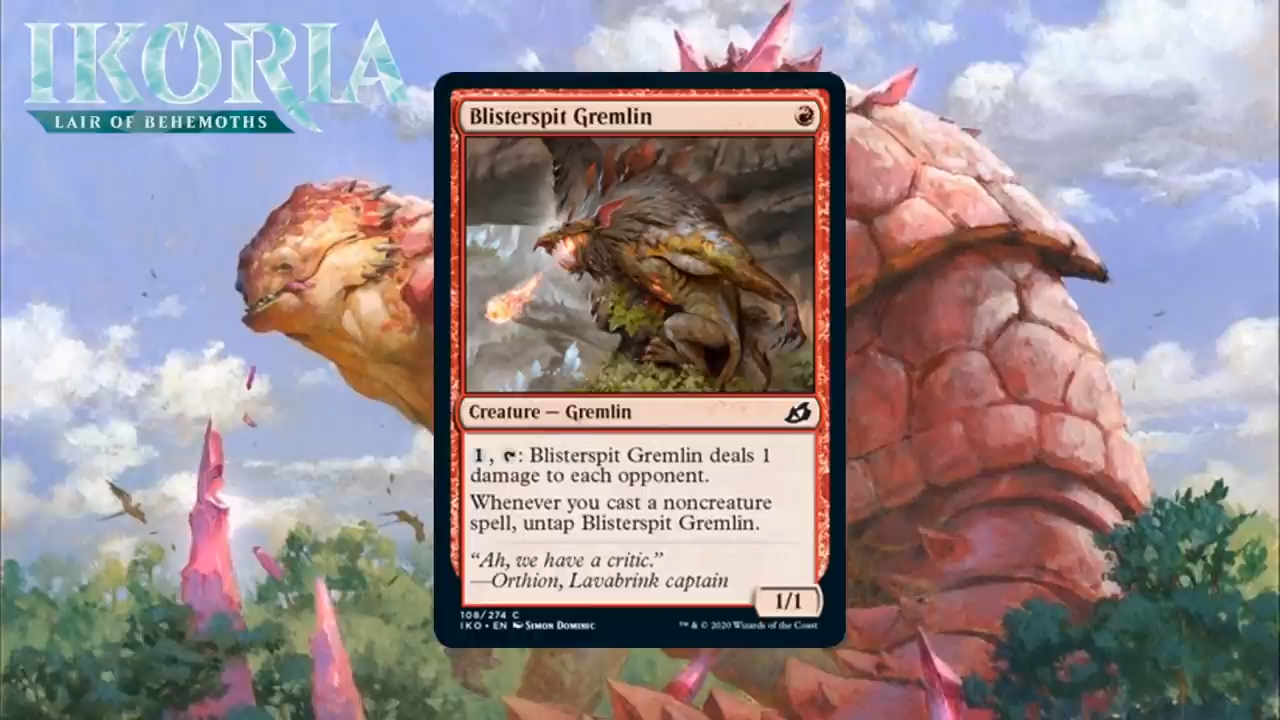 IKORIA
LAIR OF BEHEMOTHS
Blisterspit Gremlin
Creature — Gremlin
1, T: Blisterspit Gremlin deals 1
damage to each opponent.
Whenever you cast a noncreature
spell, untap Blisterspit Gremlin.
“Ah, we have a critic.”
—Orthion, Lavabrink captain
1/1
108/274 C
IKO • EN Simon Dominic
™ & © 2020 Wizards of the Coast